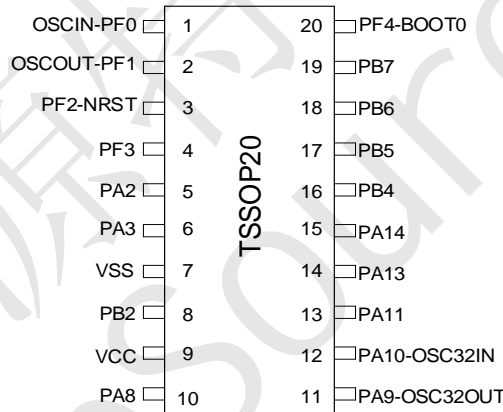 OSCIN-PF0 1 20 PF4-BOOT0
OSCOUT-PF1 2 19 PB7
PF2-NRST 3 18 PB6
PF3 4 17 PB5
PA2 5 16 PB4
PA3 6 15 PA14
VSS 7 14 PA13
PB2 8 13 PA11
VCC 9 12 PA10-OSC32IN
PA8 10 11 PA9-OSC32OUT
TSSOP20